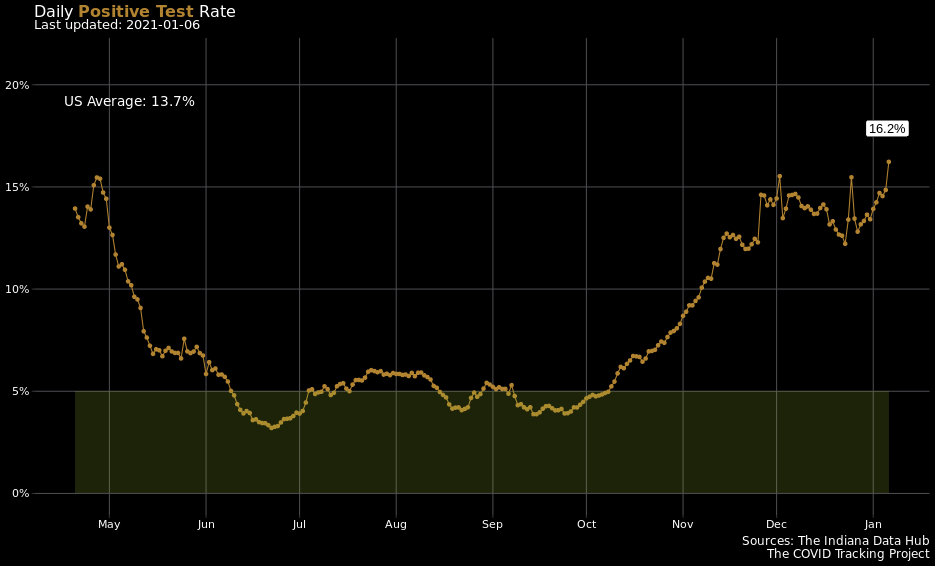 Daily Positive Test Rate
Last updated: 2021-01-06
20%
US Average: 13.7%
16.2%
15%
10%
5%
0%
May Jun Jul Aug Sep Oct Nov Dec Jan
Sources: The Indiana Data Hub
The COVID Tracking Project